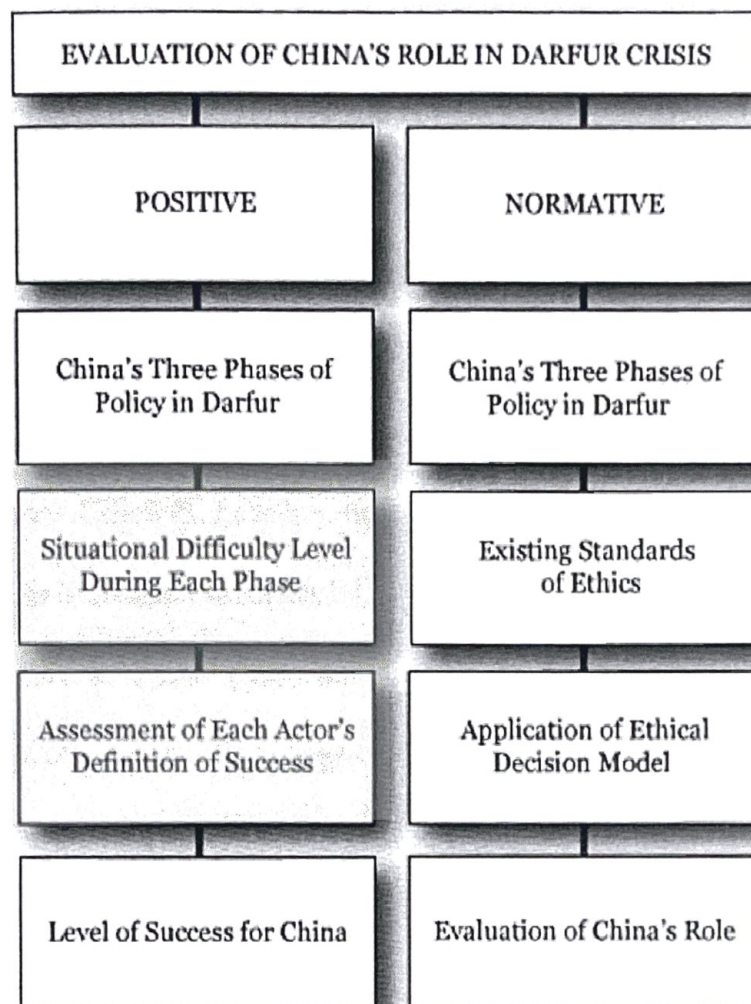 EVALUATION OF CHINA'S ROLE IN DARFUR CRISIS
POSITIVE
China's Three Phases of
Policy in Darfur
Situational Difficulty Level
During Each Phase
Assessment of Each Actor's
Definition of Success
Level of Success for China
NORMATIVE
China's Three Phases of
Policy in Darfur
Existing Standards
of Ethics
Application of Ethical
Decision Model
Evaluation of China's Role